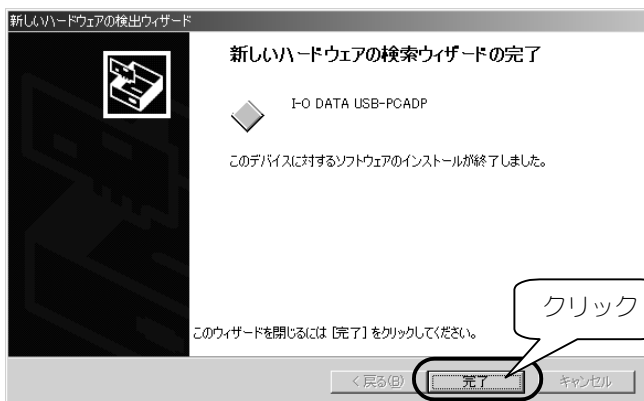 新しいハードウェアの検出ウィザード
新しいハードウェアの検索ウィザードの完了
I-O DATA USB-PCADP
このデバイスに対するソフトウェアのインストールが終了しました。
クリック
このウィザードを閉じるには [完了] をクリックしてください。
< 戻る(B)
完了
キャンセル